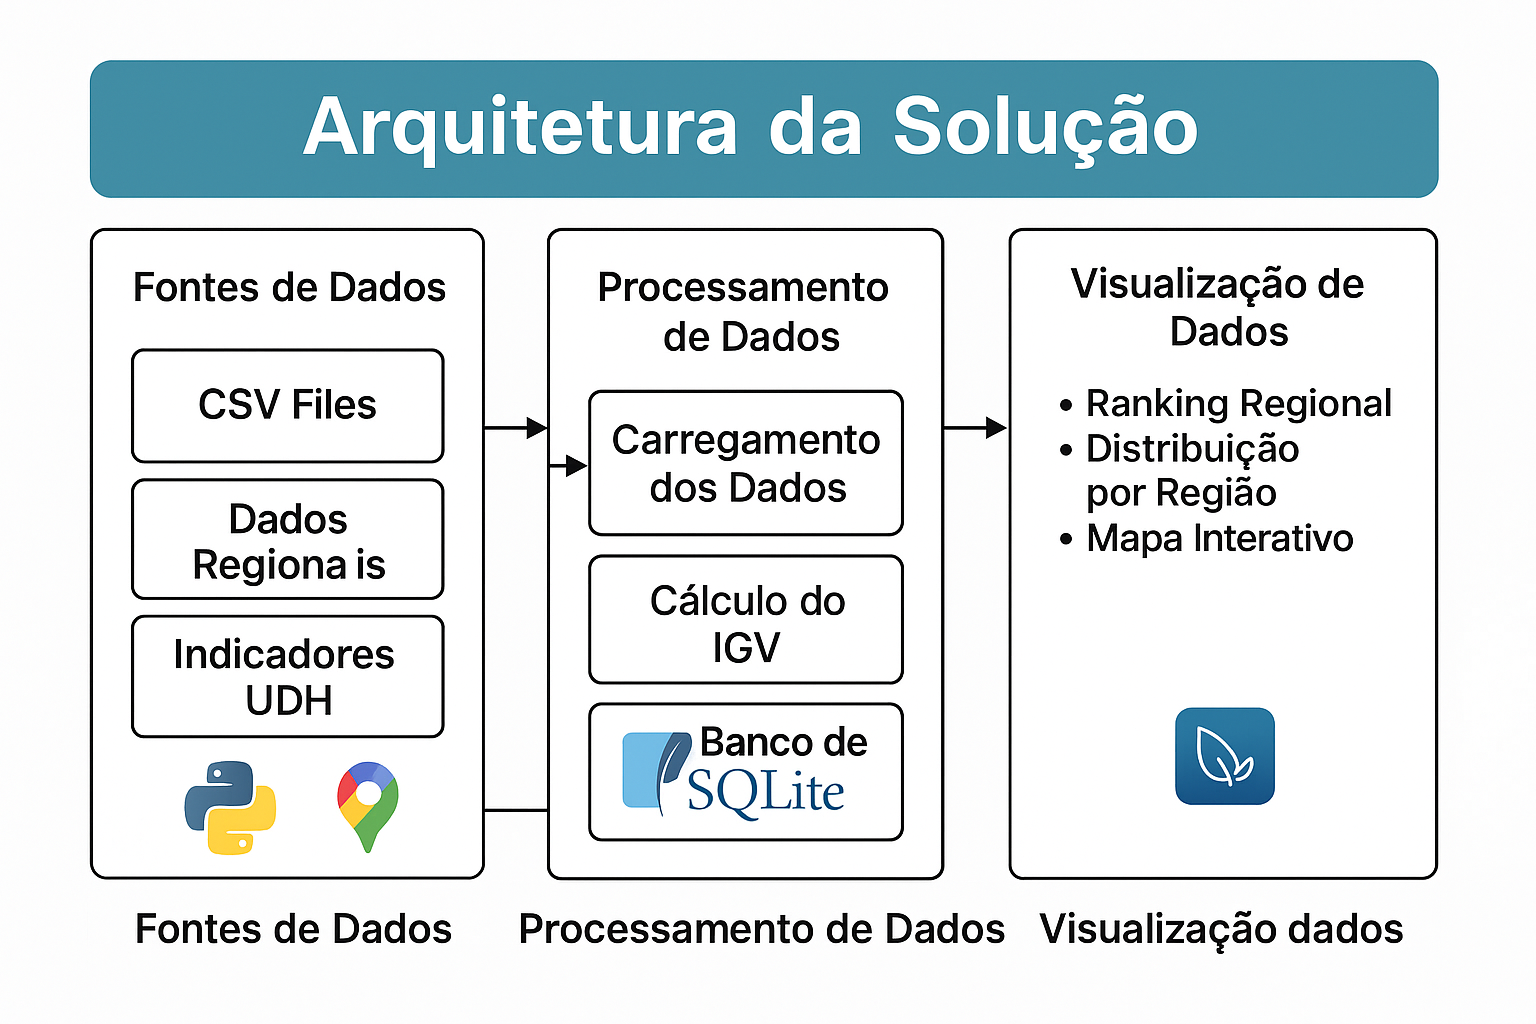 Arquitetura da Solução
Fontes de Dados
CSV Files
Dados
Regionais
Indicadores
UDH
Processamento
de Dados
Carregamento
dos Dados
Cálculo do
IGV
Banco de
SQLite
Visualização de
Dados
• Ranking Regional
• Distribuição
por Região
• Mapa Interativo
Fontes de Dados
Processamento de Dados
Visualização dados